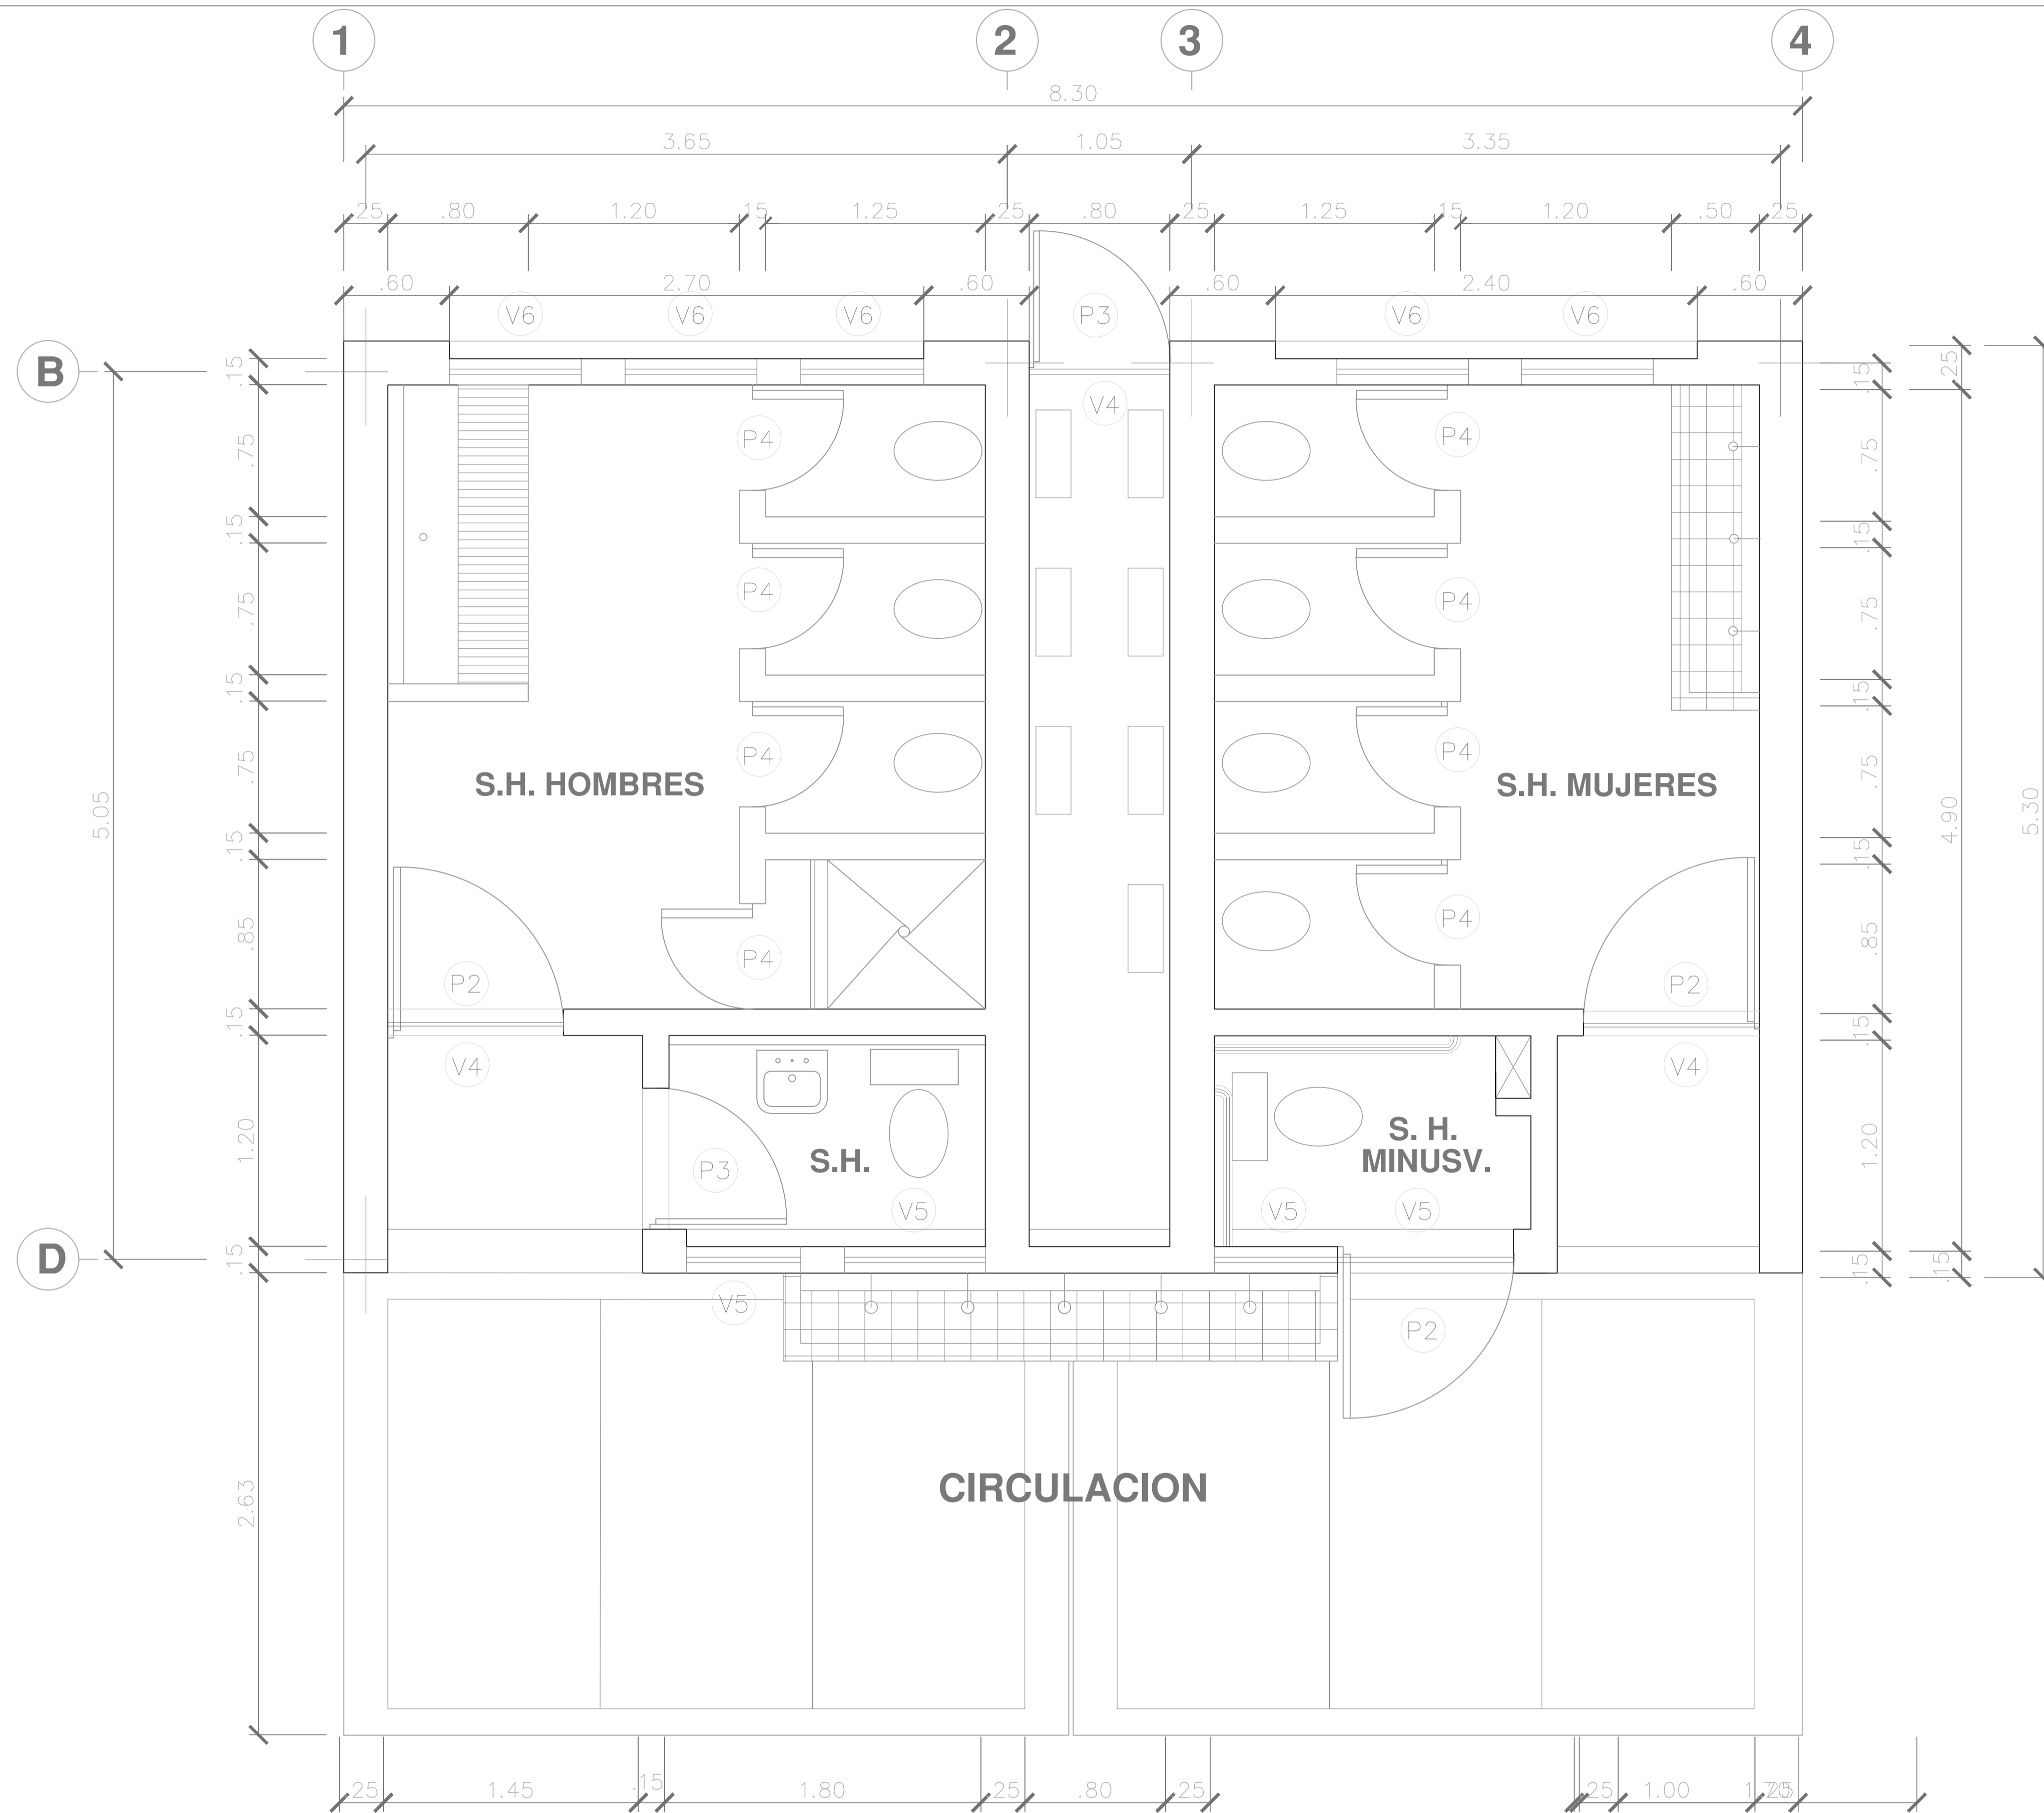 1 2 3 4
8.30
3.65 1.05 3.35
25 .80 1.20 15 1.25 25 .80 25 1.25 15 1.20 .50 25
.60 2.70 .60 .60 2.40 .60
V6 V6 V6 P3 V6 V6
B
.15 .15 25
V4
P4 P4
.75 .75
.15 .15
P4 P4
.75 .75
.15 .15
P4 P4
S.H. HOMBRES S.H. MUJERES
.75 .75
5.05 4.90 5.30
.15 .15
P4 P4
.85 .85
P2 P2
.15 .15
V4 V4
1.20 1.20
S. H.
MINUSV.
S.H.
P3
V5 V5 V5
D
.15 .15 .15
V5 P2
2.63
CIRCULACION
25 1.45 .15 1.80 25 .80 25 25 1.00 1.70 25